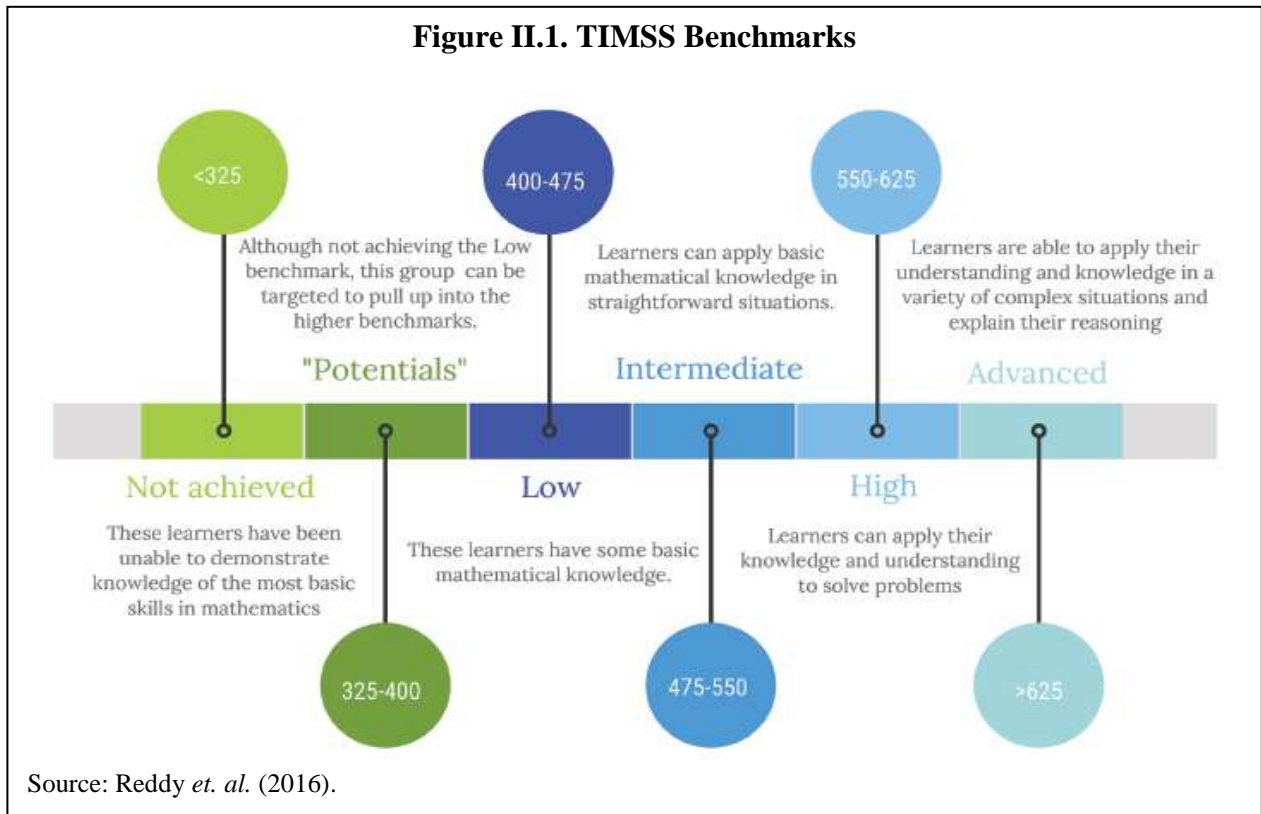 Figure II.1. TIMSS Benchmarks
<325
400-475
550-625
Although not achieving the Low
benchmark, this group can be
targeted to pull up into the
higher benchmarks.
Learners can apply basic
mathematical knowledge in
straightforward situations.
Learners are able to apply their
understanding and knowledge in a
variety of complex situations and
explain their reasoning
"Potentials"
Intermediate
Advanced
Not achieved
Low
High
These learners have been
unable to demonstrate
knowledge of the most basic
skills in mathematics
These learners have some basic
mathematical knowledge.
Learners can apply their
knowledge and understanding
to solve problems
325-400
475-550
>625
Source: Reddy et. al. (2016).